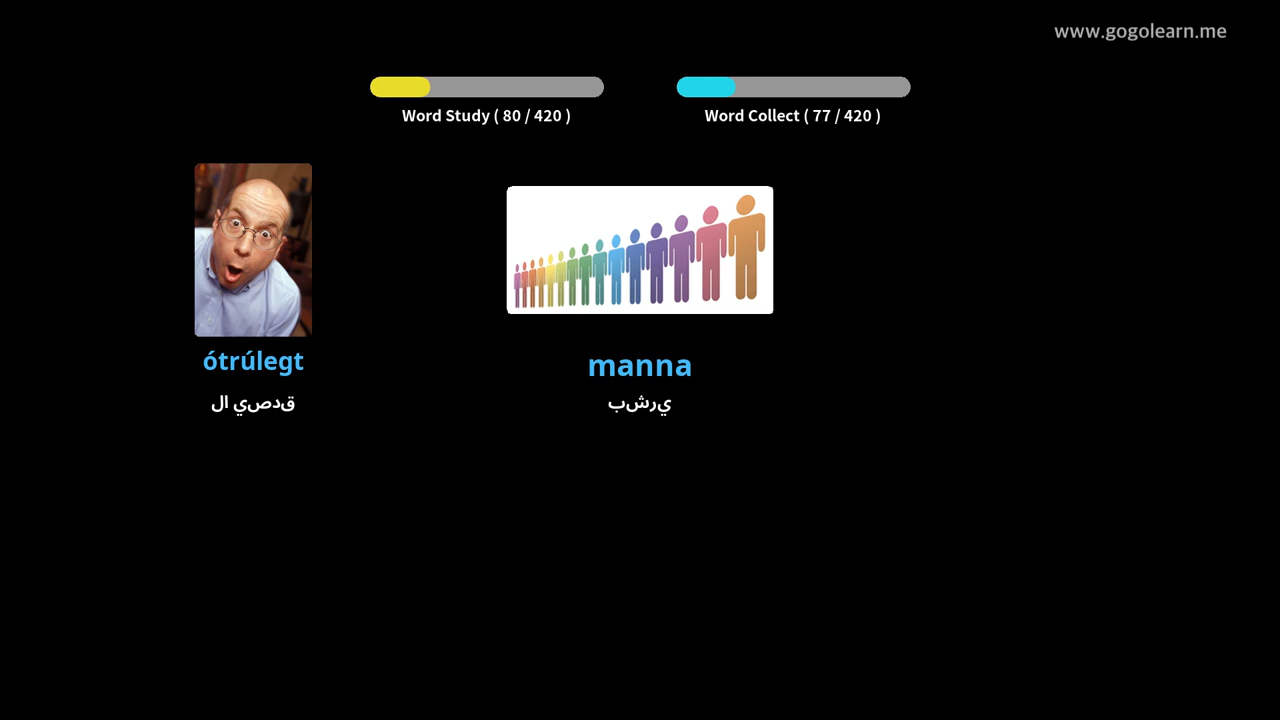 www.gogolearn.me
Word Study ( 80 / 420 )
Word Collect ( 77 / 420 )
ótrúlegt
قدصي ال
manna
يرشب